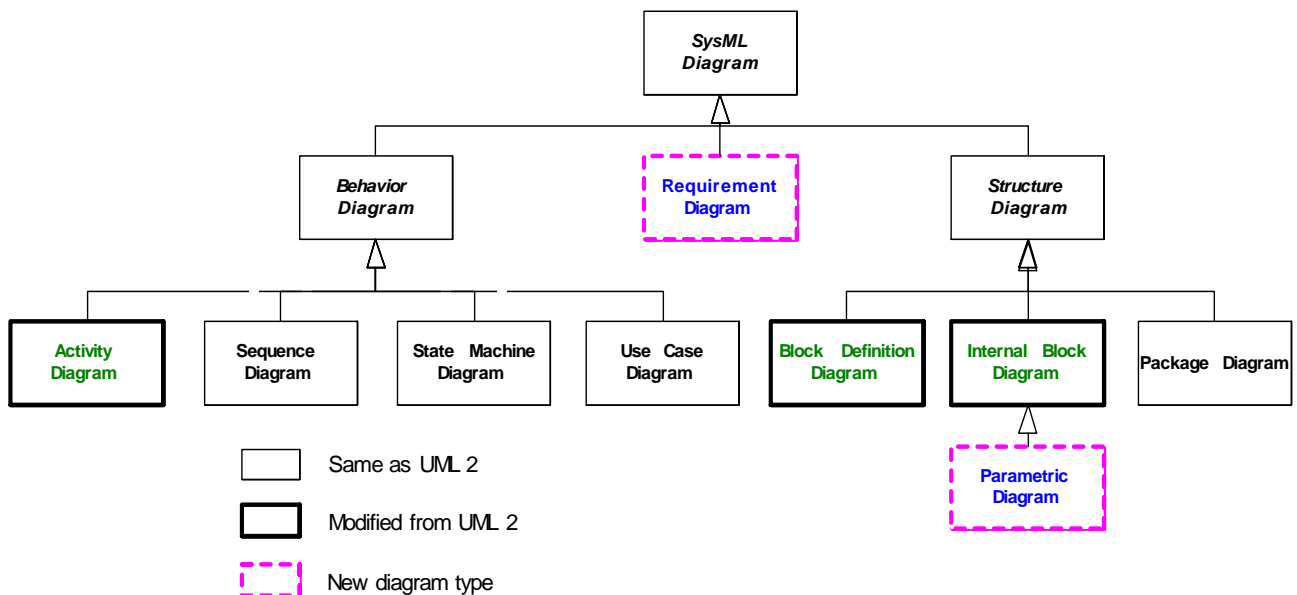 SysML
Diagram
Behavior
Diagram
Requirement
Diagram
Structure
Diagram
Activity
Diagram
Sequence
Diagram
State Machine
Diagram
Use Case
Diagram
Block Definition
Diagram
Internal Block
Diagram
Package Diagram
Parametric
Diagram
Same as UML 2
Modified from UML 2
New diagram type